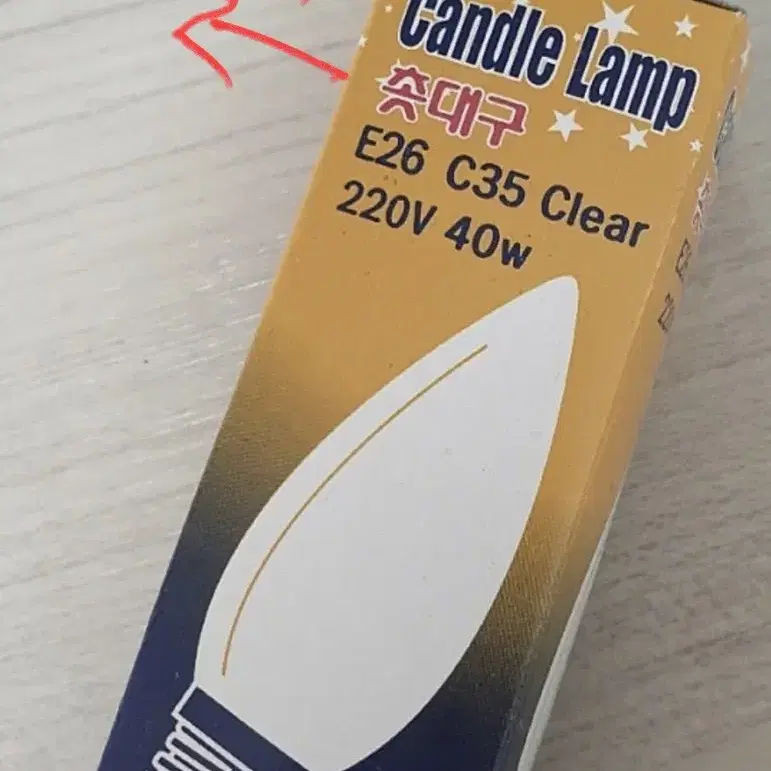 Candle Lamp
촛대구
E26 C35 Clear
220V 40w